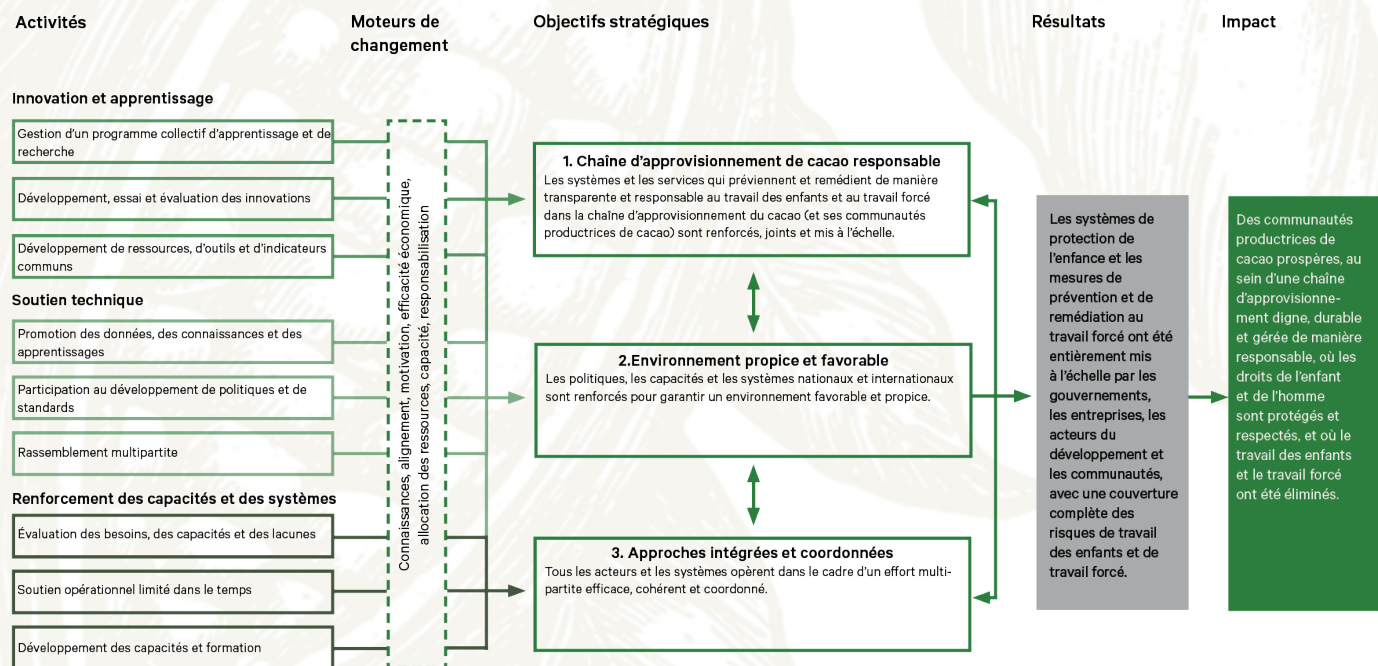 Activités
Moteurs de
changement
Objectifs stratégiques
Résultats
Impact
Innovation et apprentissage
Gestion d'un programme collectif d'apprentissage et de
recherche
Développement, essai et évaluation des innovations
Développement de ressources, d'outils et d'indicateurs
communs
Soutien technique
Promotion des données, des connaissances et des
apprentissages
Participation au développement de politiques et de
standards
Rassemblement multipartite
Renforcement des capacités et des systèmes
Évaluation des besoins, des capacités et des lacunes
Soutien opérationnel limité dans le temps
Développement des capacités et formation
Connaissances, alignement, motivation, efficacité économique,
allocation des ressources, capacité, responsabilisation
1. Chaîne d'approvisionnement de cacao responsable
Les systèmes et les services qui préviennent et remédient de manière
transparente et responsable au travail des enfants et au travail forcé
dans la chaîne d'approvisionnement du cacao (et ses communautés
productrices de cacao) sont renforcés, joints et mis à l'échelle.
2.Environnement propice et favorable
Les politiques, les capacités et les systèmes nationaux et internationaux
sont renforcés pour garantir un environnement favorable et propice.
3. Approches intégrées et coordonnées
Tous les acteurs et les systèmes opèrent dans le cadre d'un effort multi-
partite efficace, cohérent et coordonné.
Les systèmes de
protection de
l'enfance et les
mesures de
prévention et de
remédiation au
travail forcé ont été
entièrement mis
à l'échelle par les
gouvernements,
les entreprises, les
acteurs du
développement et
les communautés,
avec une couverture
complète des
risques de travail
des enfants et de
travail forcé.
Des communautés
productrices de
cacao prospères, au
sein d'une chaîne
d'approvisionne-
ment digne, durable
et gérée de manière
responsable, où les
droits de l'enfant
et de l'homme
sont protégés et
respectés, et où le
travail des enfants
et le travail forcé
ont été éliminés.